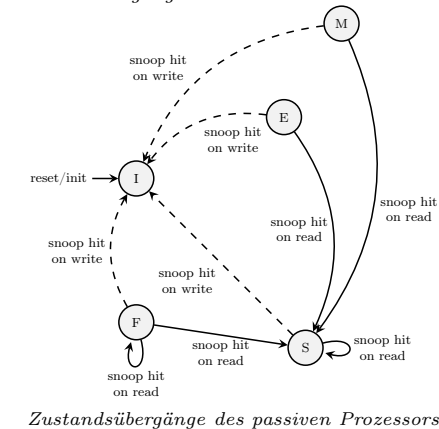 M
snoop hit
on write
E
snoop hit
on write
reset/init
I
snoop hit
on read
snoop hit
on read
snoop hit
on write
snoop hit
on write
F
snoop hit
on read
S
snoop hit
on read
snoop hit
on read
Zustandsübergänge des passiven Prozessors